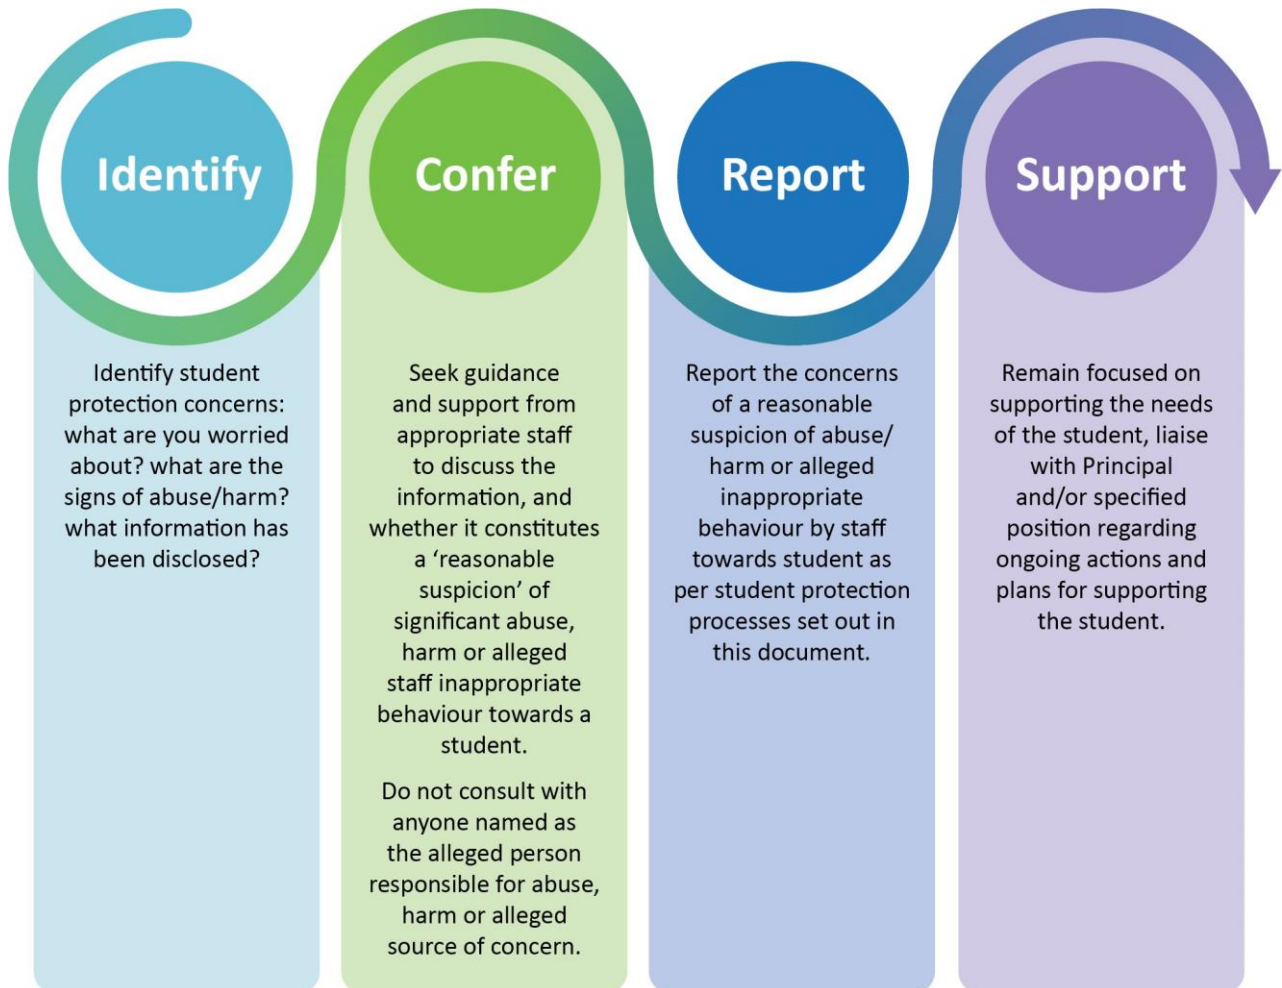 Identify
Identify student
protection concerns:
what are you worried
about? what are the
signs of abuse/harm?
what information has
been disclosed?
Confer
Seek guidance
and support from
appropriate staff
to discuss the
information, and
whether it constitutes
a ‘reasonable
suspicion’ of
significant abuse,
harm or alleged
staff inappropriate
behaviour towards a
student.
Do not consult with
anyone named as
the alleged person
responsible for abuse,
harm or alleged
source of concern.
Report
Report the concerns
of a reasonable
suspicion of abuse/
harm or alleged
inappropriate
behaviour by staff
towards student as
per student protection
processes set out in
this document.
Support
Remain focused on
supporting the needs
of the student, liaise
with Principal
and/or specified
position regarding
ongoing actions and
plans for supporting
the student.